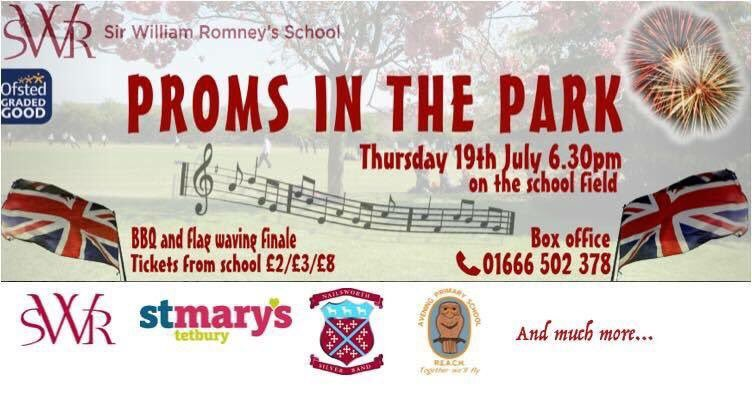 SWR Sir William Romney's School
Ofsted
GRADED
GOOD
PROMS IN THE PARK
Thursday 19th July 6.30pm
on the school field
BBQ and flag waving finale
Tickets from school £2/£3/£8
Box office
01666 502 378
SWR
stmary's
tetbury
NAILSWORTH
SILVER BAND
AVENING PRIMARY SCHOOL
R.E.A.C.H.
Together we'll fly
And much more...